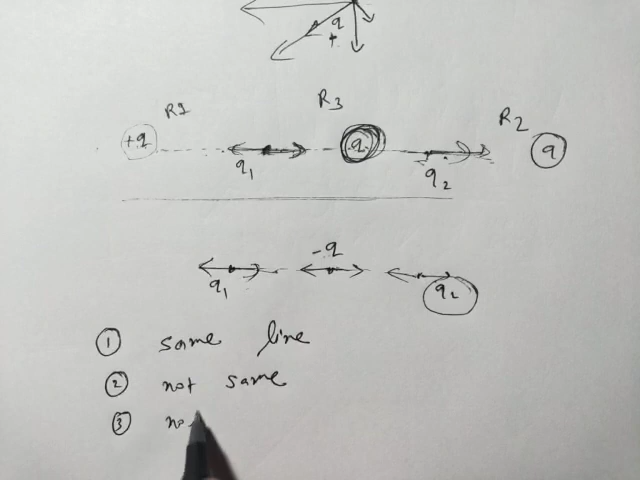 q
+
R1 R3 R2
+q q q
q1 q2
-q
q1 q2
1 same line
2 not same
3 no